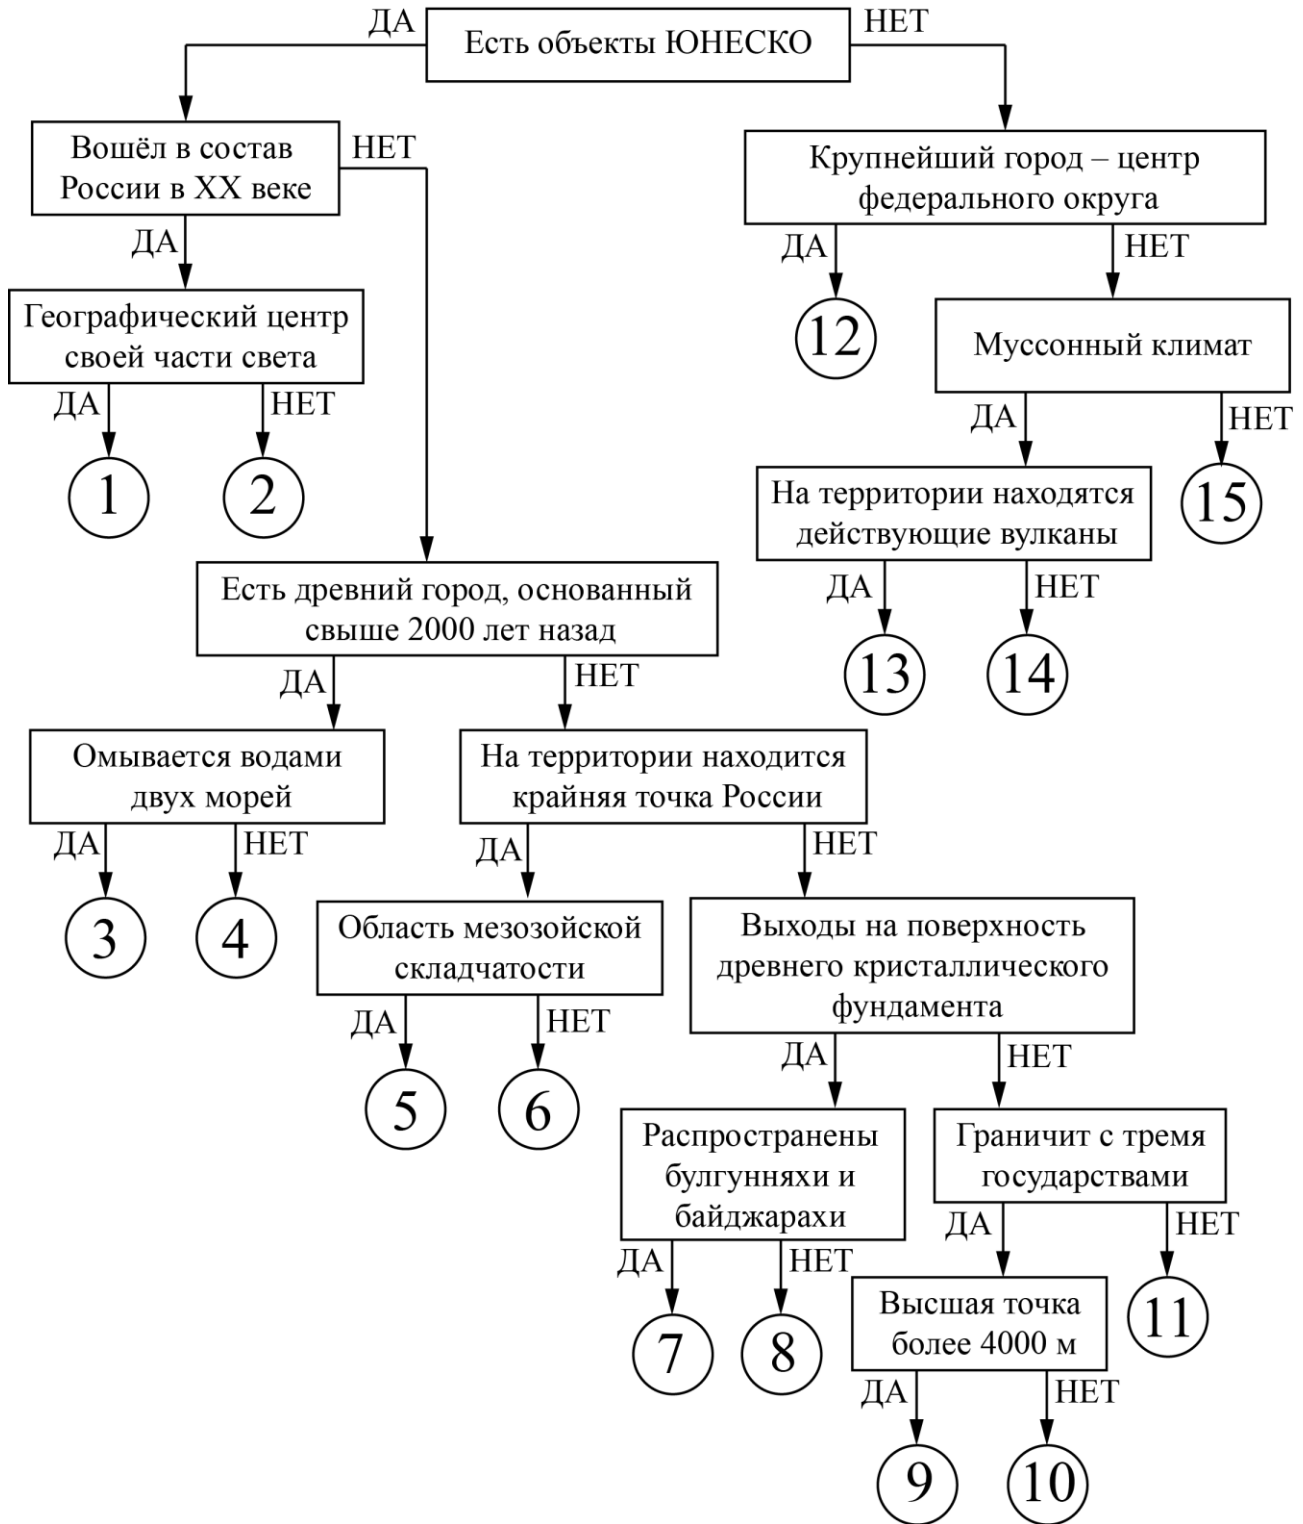 ДА
Есть объекты ЮНЕСКО
НЕТ
Вошёл в состав
России в XX веке
НЕТ
Крупнейший город – центр
федерального округа
ДА
ДА
НЕТ
Географический центр
своей части света
12
Муссонный климат
ДА
НЕТ
ДА
НЕТ
1
2
На территории находятся
действующие вулканы
15
Есть древний город, основанный
свыше 2000 лет назад
ДА
НЕТ
13
14
ДА
НЕТ
Омывается водами
двух морей
На территории находится
крайняя точка России
ДА
НЕТ
ДА
НЕТ
3
4
Область мезозойской
складчатости
Выходы на поверхность
древнего кристаллического
фундамента
ДА
НЕТ
ДА
НЕТ
5
6
Распространены
булгунняхи и
байджарахи
Граничит с тремя
государствами
ДА
НЕТ
ДА
НЕТ
7
8
Высшая точка
более 4000 м
11
ДА
НЕТ
9
10